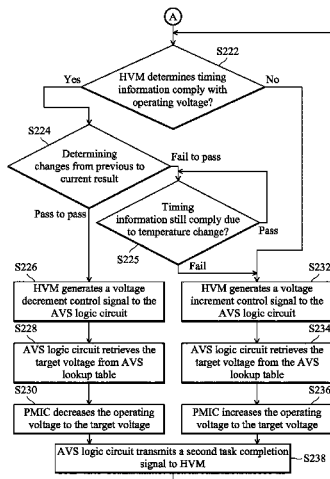 A
S222
HVM determines timing
information comply with
operating voltage?
Yes
No
S224
Determining
changes from previous to
current result
Fail to pass
Pass to pass
Timing
information still comply due
to temperature change?
Pass
S225
Fail
S226
HVM generates a voltage
decrement control signal to the
AVS logic circuit
S232
HVM generates a voltage
increment control signal to the
AVS logic circuit
S228
AVS logic circuit retrieves the
target voltage from AVS
lookup table
S234
AVS logic circuit retrieves the
target voltage from the AVS
lookup table
S230
PMIC decreases the operating
voltage to the target voltage
S236
PMIC increases the operating
voltage to the target voltage
AVS logic circuit transmits a second task completion
signal to HVM
S238